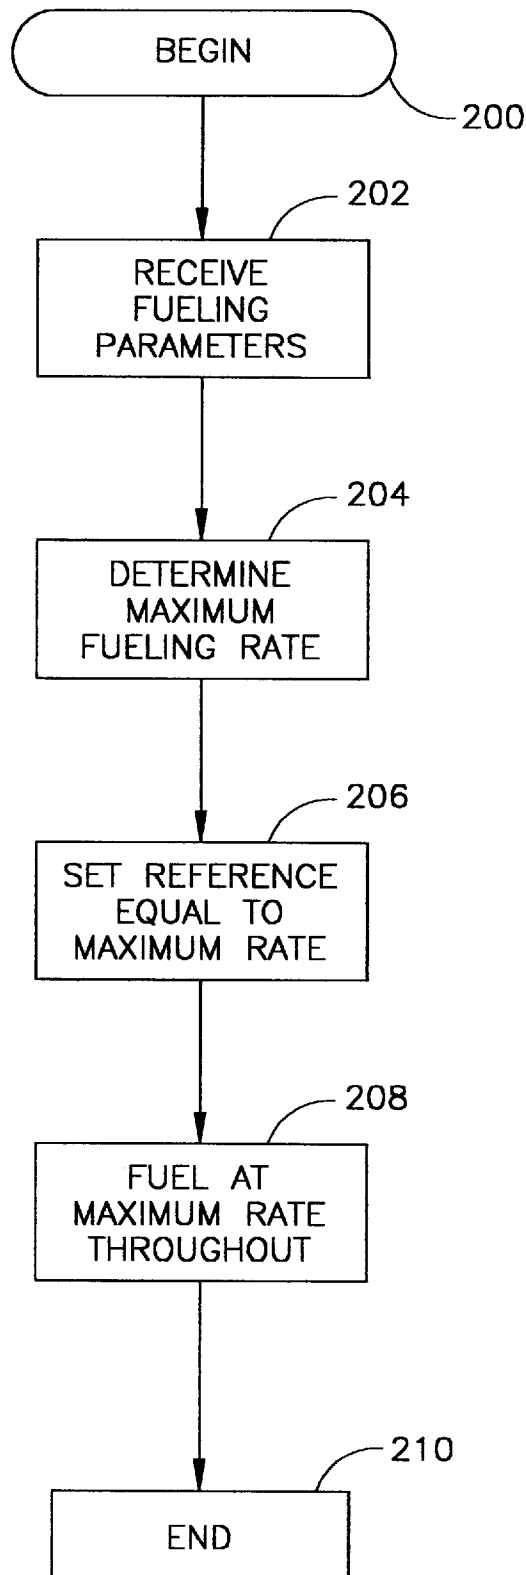 BEGIN
200
202
RECEIVE
FUELING
PARAMETERS
204
DETERMINE
MAXIMUM
FUELING RATE
206
SET REFERENCE
EQUAL TO
MAXIMUM RATE
208
FUEL AT
MAXIMUM RATE
THROUGHOUT
210
END